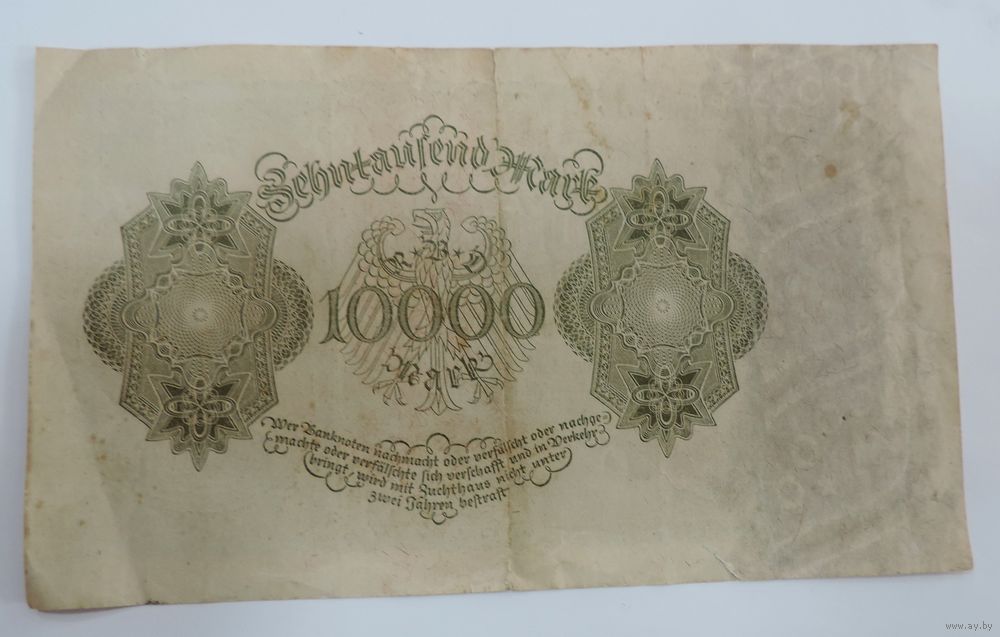 Zehntausend Mark
R B D
10000
Mark
Wer Banknoten nachmacht oder verfälscht oder nachge-
machte oder verfälschte sich verschafft und in Verkehr
bringt, wird mit Zuchthaus nicht unter
zwei Jahren bestraft
www.ay.by